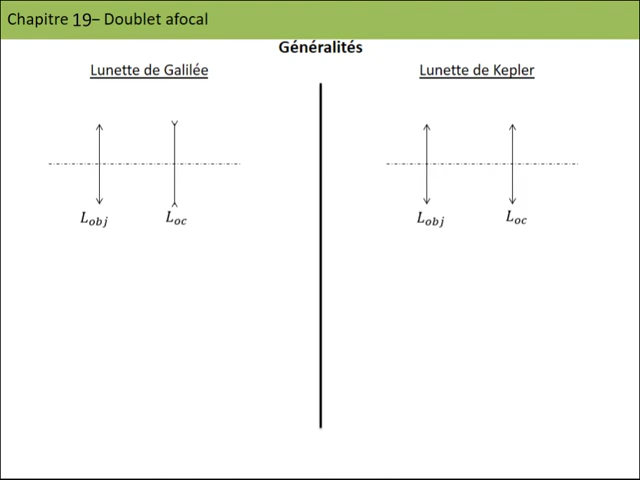 Chapitre 19– Doublet afocal
Généralités
Lunette de Galilée
Lobj
Loc
Lunette de Kepler
Lobj
Loc